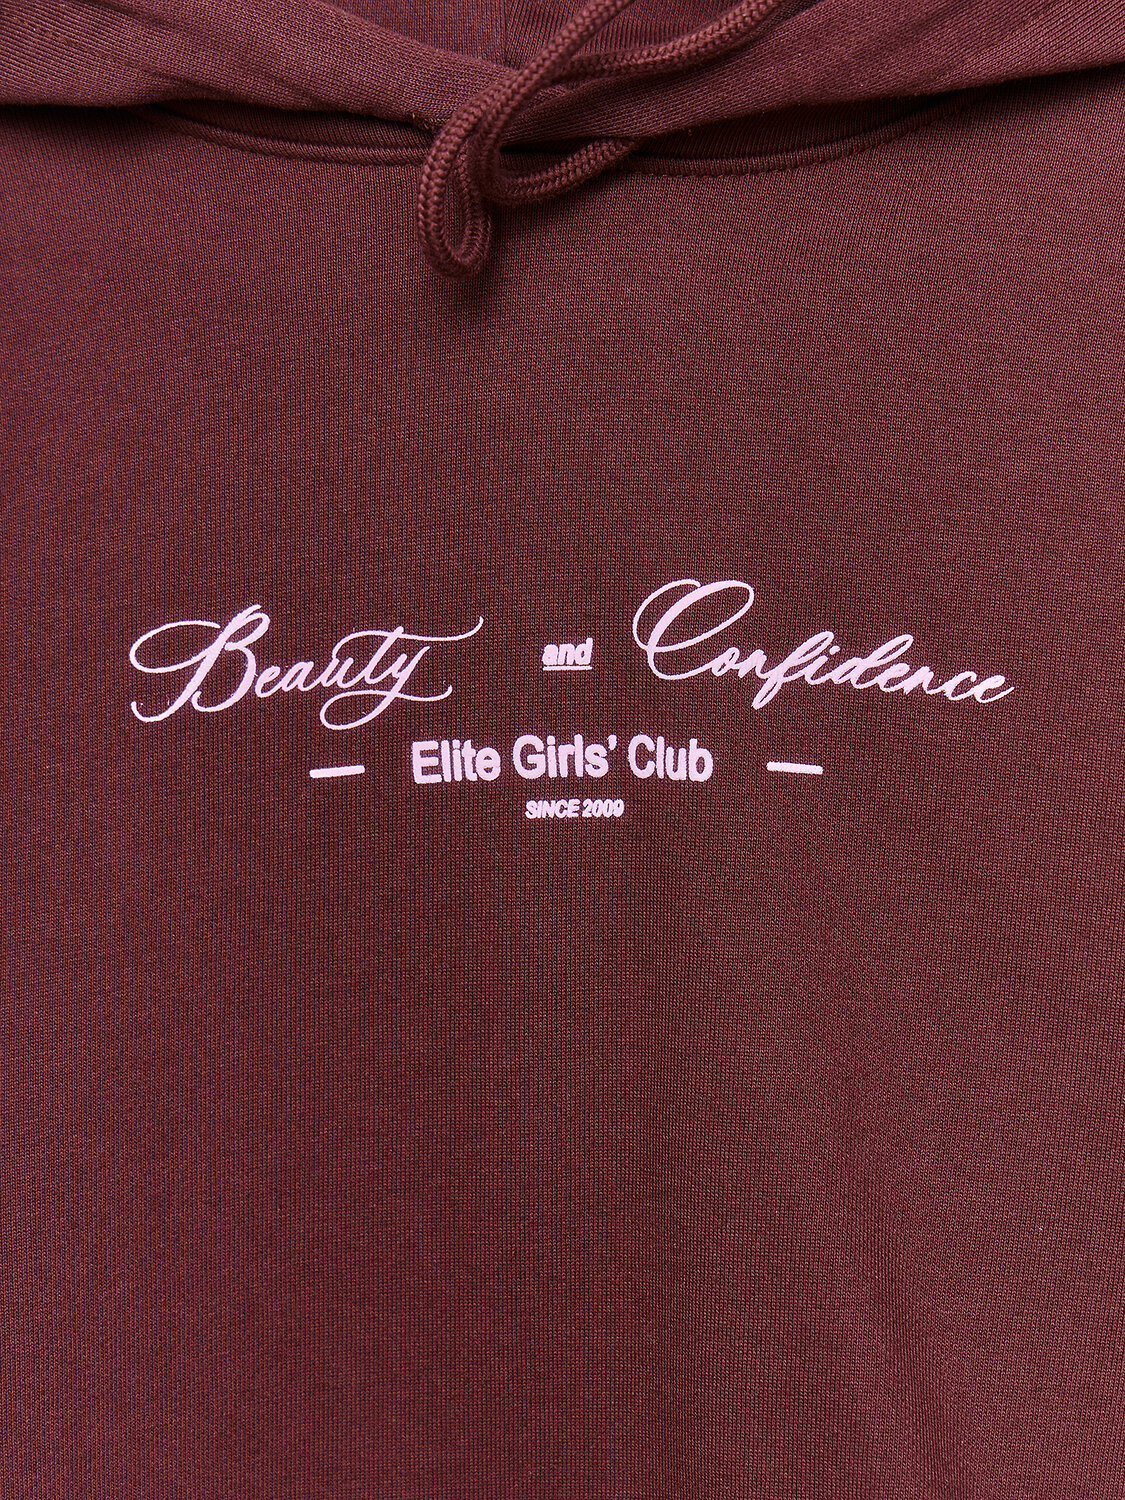 Beauty and Confidence
Elite Girls’ Club
SINCE 2009